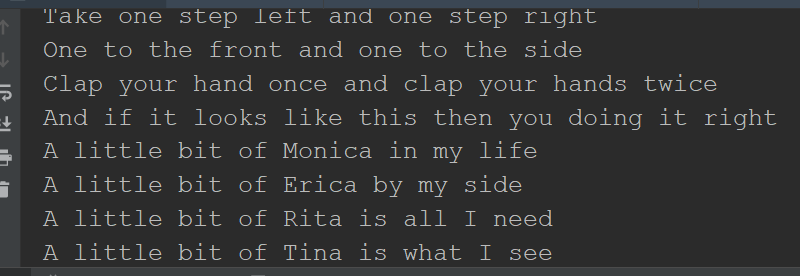 Take one step left and one step right
One to the front and one to the side
Clap your hand once and clap your hands twice
And if it looks like this then you doing it right
A little bit of Monica in my life
A little bit of Erica by my side
A little bit of Rita is all I need
A little bit of Tina is what I see